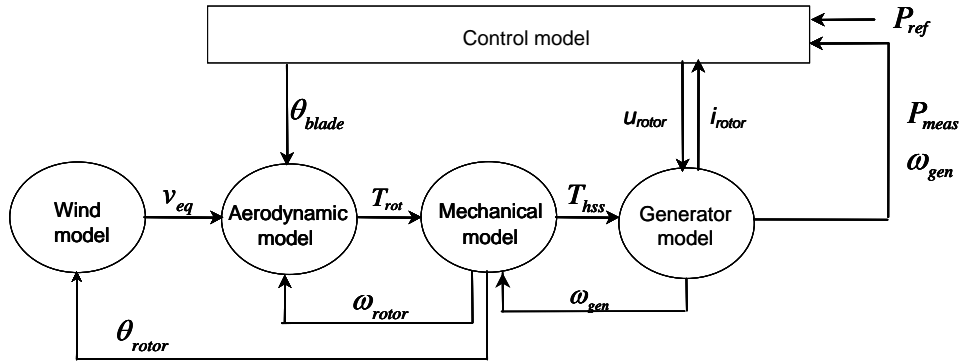 Control model
P_ref
θ_blade
u_rotor
i_rotor
P_meas
ω_gen
Wind
model
v_eq
Aerodynamic
model
T_rot
Mechanical
model
T_hss
Generator
model
ω_rotor
ω_gen
θ_rotor